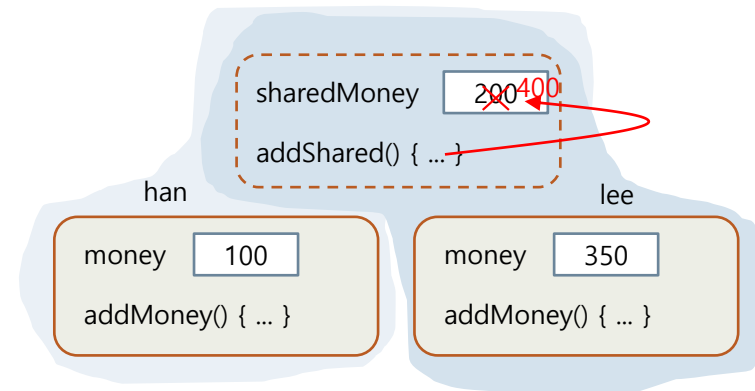 sharedMoney 200 400
addShared() { ... }
han
lee
money 100
addMoney() { ... }
money 350
addMoney() { ... }